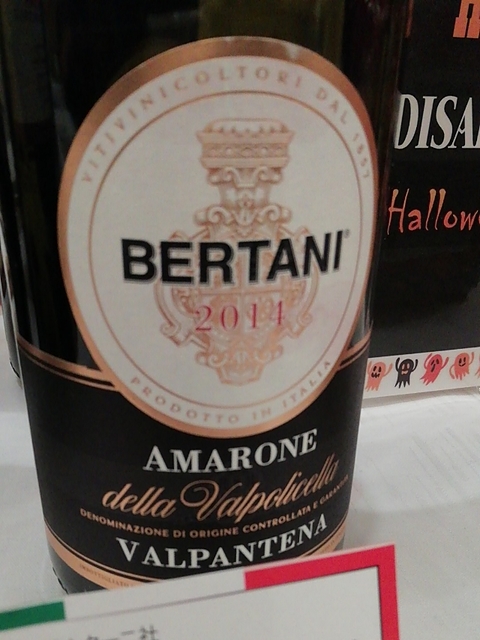 VITIVINICOLTORI DAL 1857
BERTANI®
2014
PRODOTTO IN ITALIA
AMARONE
della Valpolicella
DENOMINAZIONE DI ORIGINE CONTROLLATA E GARANTITA
VALPANTENA
DISA
Hallow